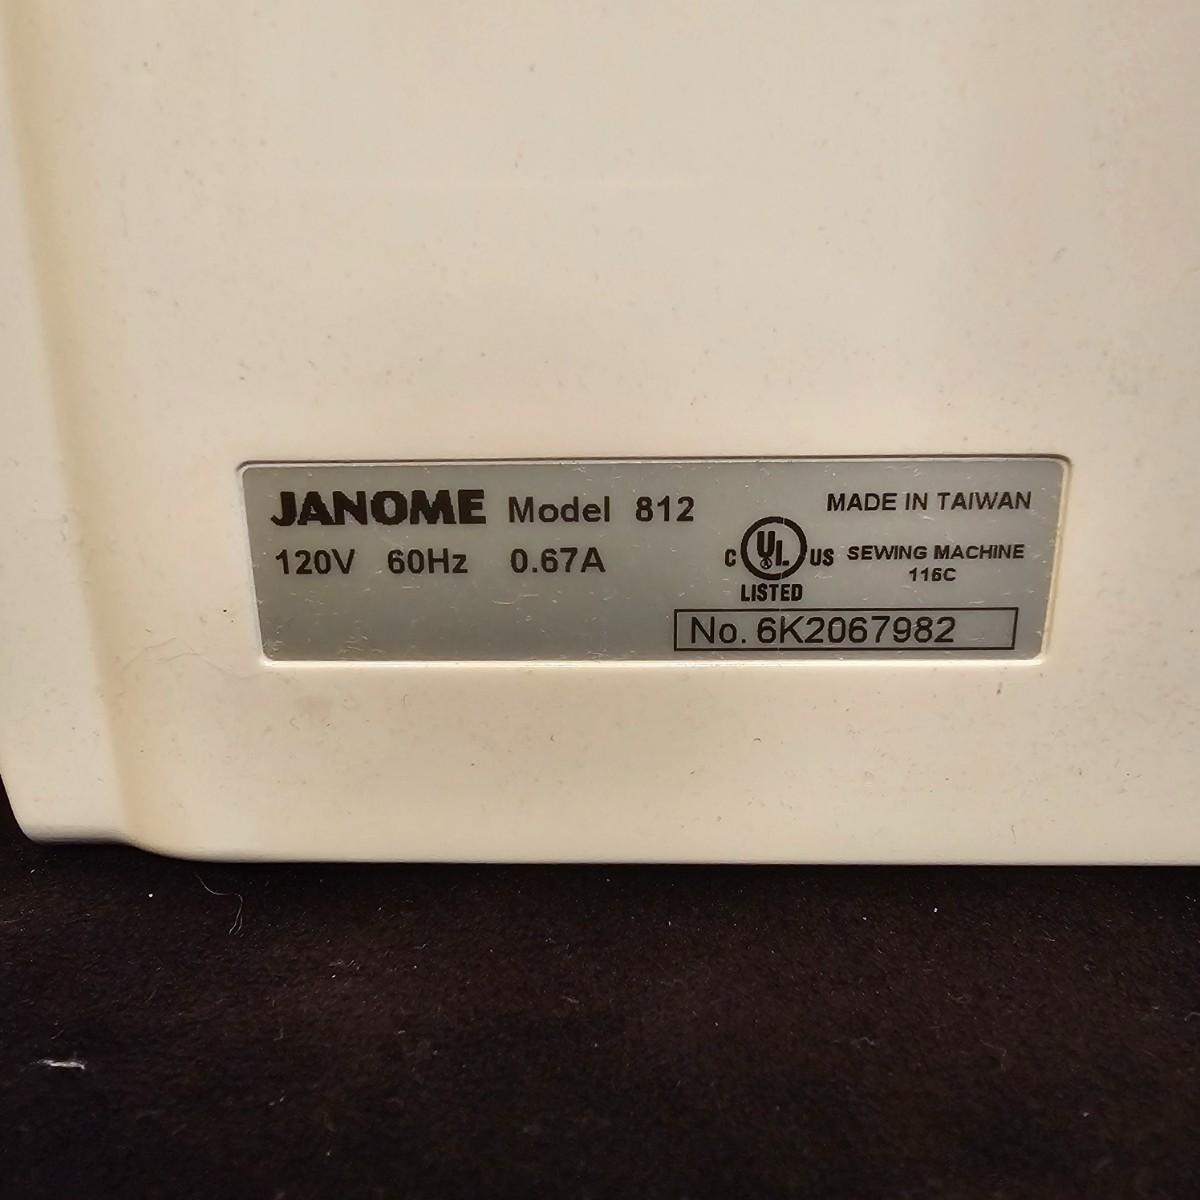 JANOME Model 812
MADE IN TAIWAN
120V 60Hz 0.67A
C UL US
LISTED
SEWING MACHINE
116C
No. 6K2067982